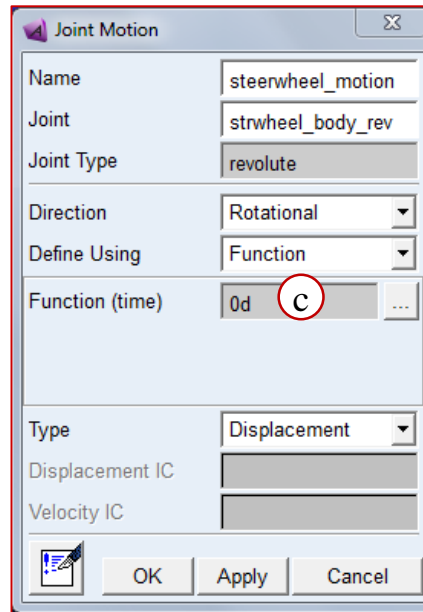 Joint Motion
Name steerwheel_motion
Joint strwheel_body_rev
Joint Type revolute
Direction Rotational
Define Using Function
Function (time) 0d c ...
Type Displacement
Displacement IC
Velocity IC
OK Apply Cancel